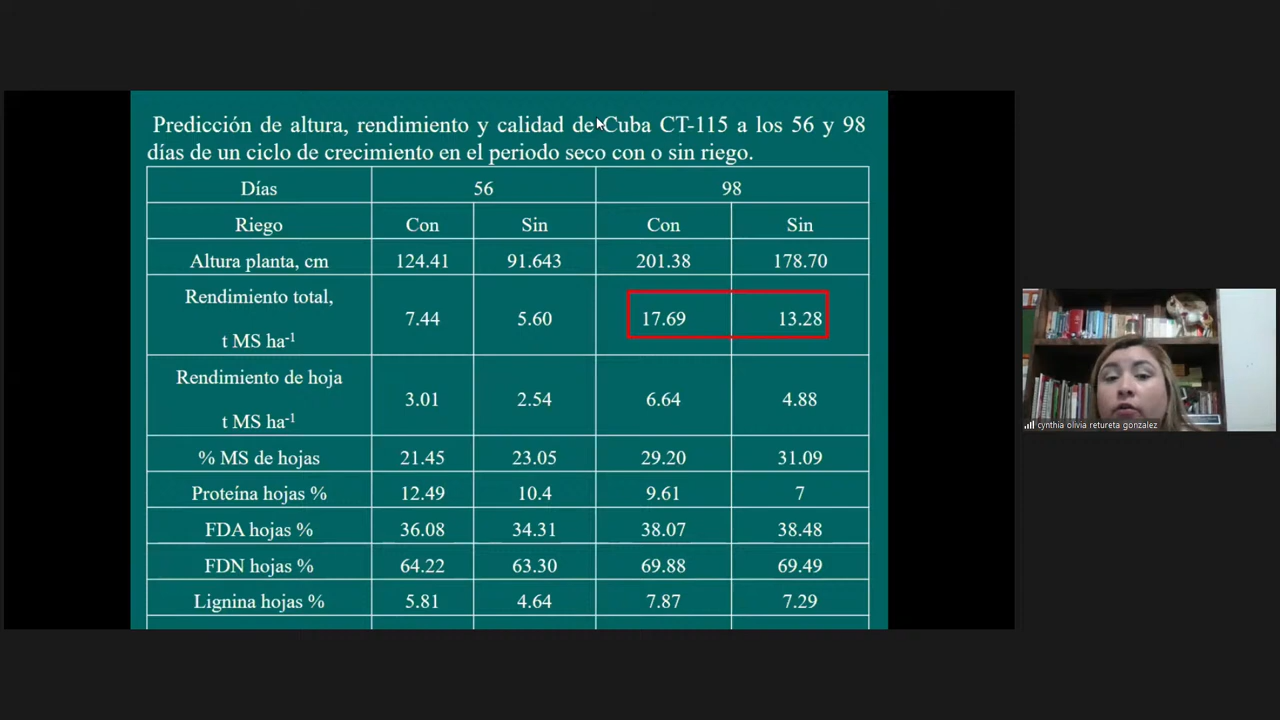 Predicción de altura, rendimiento y calidad de Cuba CT-115 a los 56 y 98
días de un ciclo de crecimiento en el periodo seco con o sin riego.
Días 56 98
Riego Con Sin Con Sin
Altura planta, cm 124.41 91.643 201.38 178.70
Rendimiento total,
t MS ha-1 7.44 5.60 17.69 13.28
Rendimiento de hoja
t MS ha-1 3.01 2.54 6.64 4.88
% MS de hojas 21.45 23.05 29.20 31.09
Proteína hojas % 12.49 10.4 9.61 7
FDA hojas % 36.08 34.31 38.07 38.48
FDN hojas % 64.22 63.30 69.88 69.49
Lignina hojas % 5.81 4.64 7.87 7.29
cynthia olivia retureta gonzalez